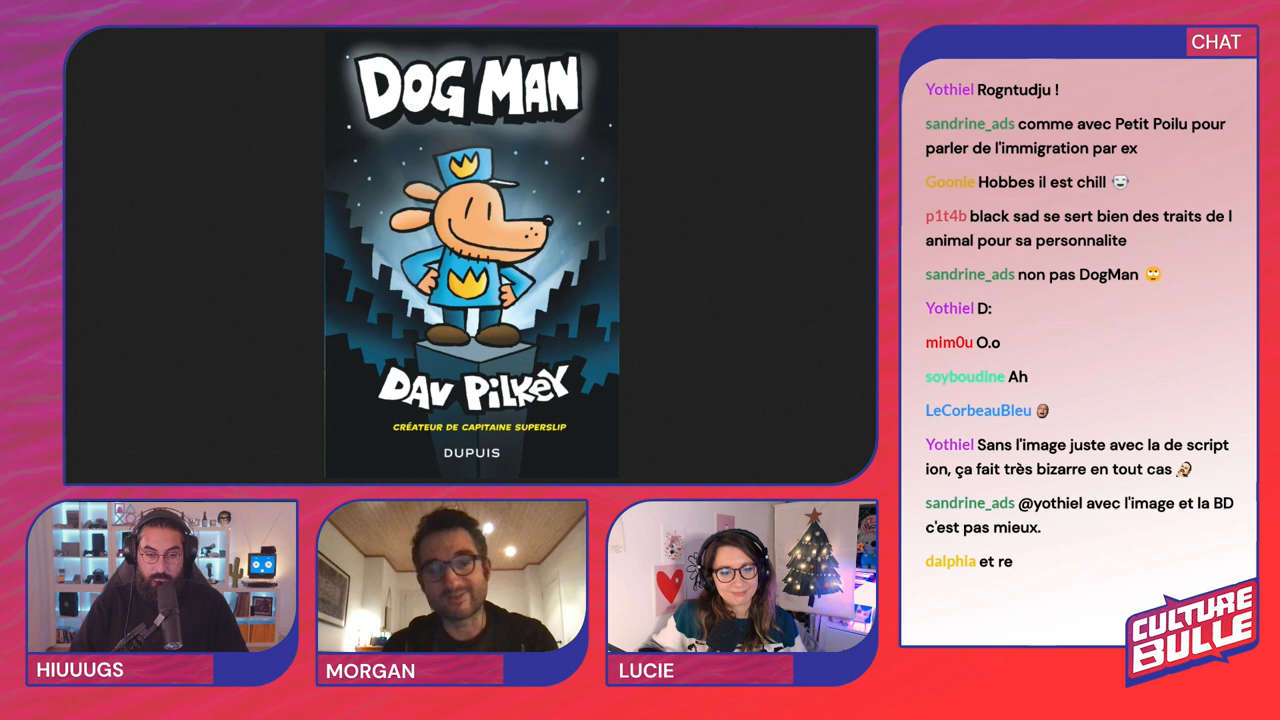 DOG MAN
DAV PILKEY
CRÉATEUR DE CAPITAINE SUPERSLIP
DUPUIS
HIUUUGS
MORGAN
LUCIE
CHAT
Yothiel Rogntudju !
sandrine_ads comme avec Petit Poilu pour
parler de l'immigration par ex
Goonie Hobbes il est chill
p1t4b black sad se sert bien des traits de l
animal pour sa personnalite
sandrine_ads non pas DogMan 🙄
Yothiel D:
mim0u O.o
soyboudine Ah
LeCorbeauBleu
Yothiel Sans l'image juste avec la de script
ion, ça fait très bizarre en tout cas
sandrine_ads @yothiel avec l'image et la BD
c'est pas mieux.
dalphia et re
CULTURE
BULLE